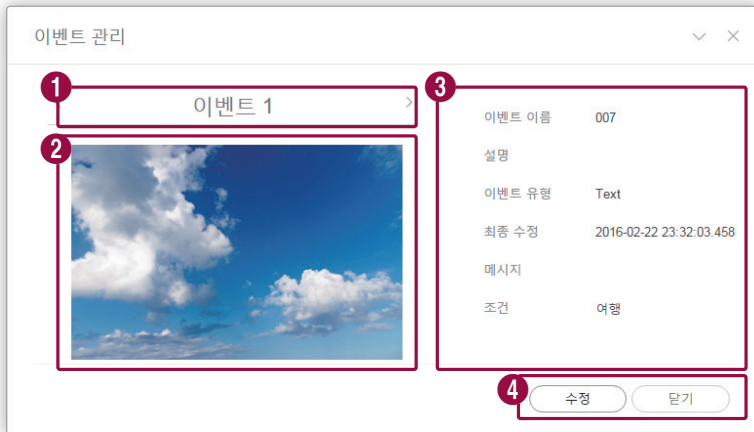 이벤트 관리
1
이벤트 1
2
3
이벤트 이름 007
설명
이벤트 유형 Text
최종 수정 2016-02-22 23:32:03.458
메시지
조건 여행
4
수정 닫기